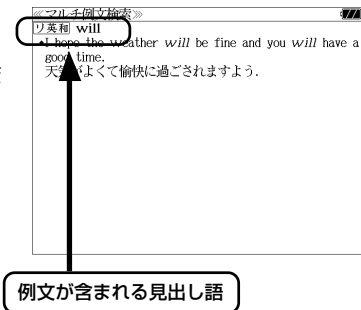 ≪マルチ例文検索≫
リ英和 will
•I hope the weather will be fine and you will have a
good time.
天気がよくて愉快に過ごされますよう.
例文が含まれる見出し語